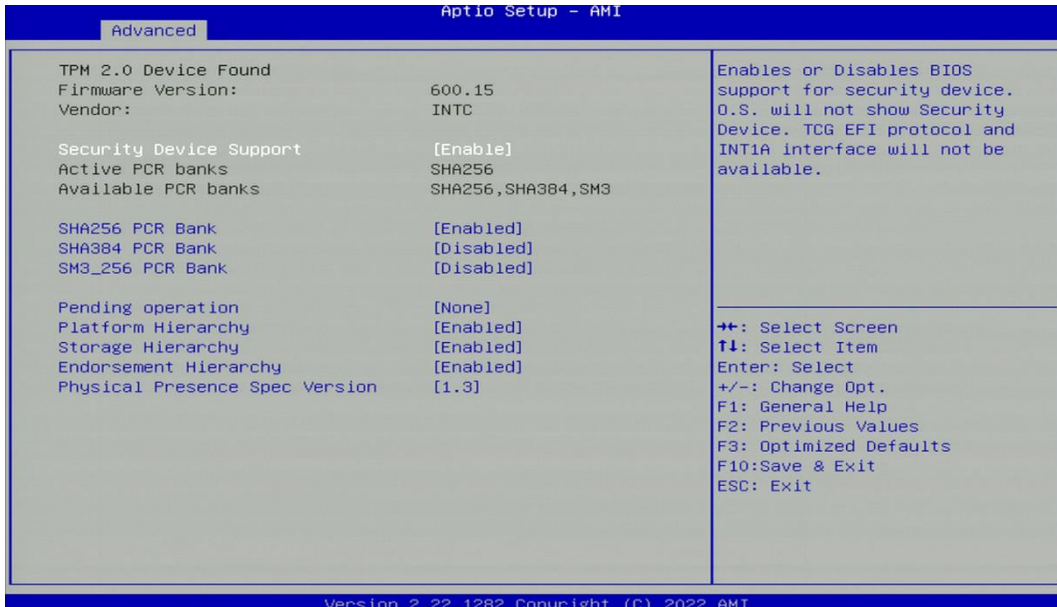 Aptio Setup – AMI
Advanced
TPM 2.0 Device Found
Firmware Version: 600.15
Vendor: INTC
Security Device Support [Enable]
Active PCR banks SHA256
Available PCR banks SHA256,SHA384,SM3
SHA256 PCR Bank [Enabled]
SHA384 PCR Bank [Disabled]
SM3_256 PCR Bank [Disabled]
Pending operation [None]
Platform Hierarchy [Enabled]
Storage Hierarchy [Enabled]
Endorsement Hierarchy [Enabled]
Physical Presence Spec Version [1.3]
Enables or Disables BIOS
support for security device.
O.S. will not show Security
Device. TCG EFI protocol and
INT1A interface will not be
available.
→←: Select Screen
↑↓: Select Item
Enter: Select
+/-: Change Opt.
F1: General Help
F2: Previous Values
F3: Optimized Defaults
F10:Save & Exit
ESC: Exit
Version 2.22.1282 Copyright (C) 2022 AMI